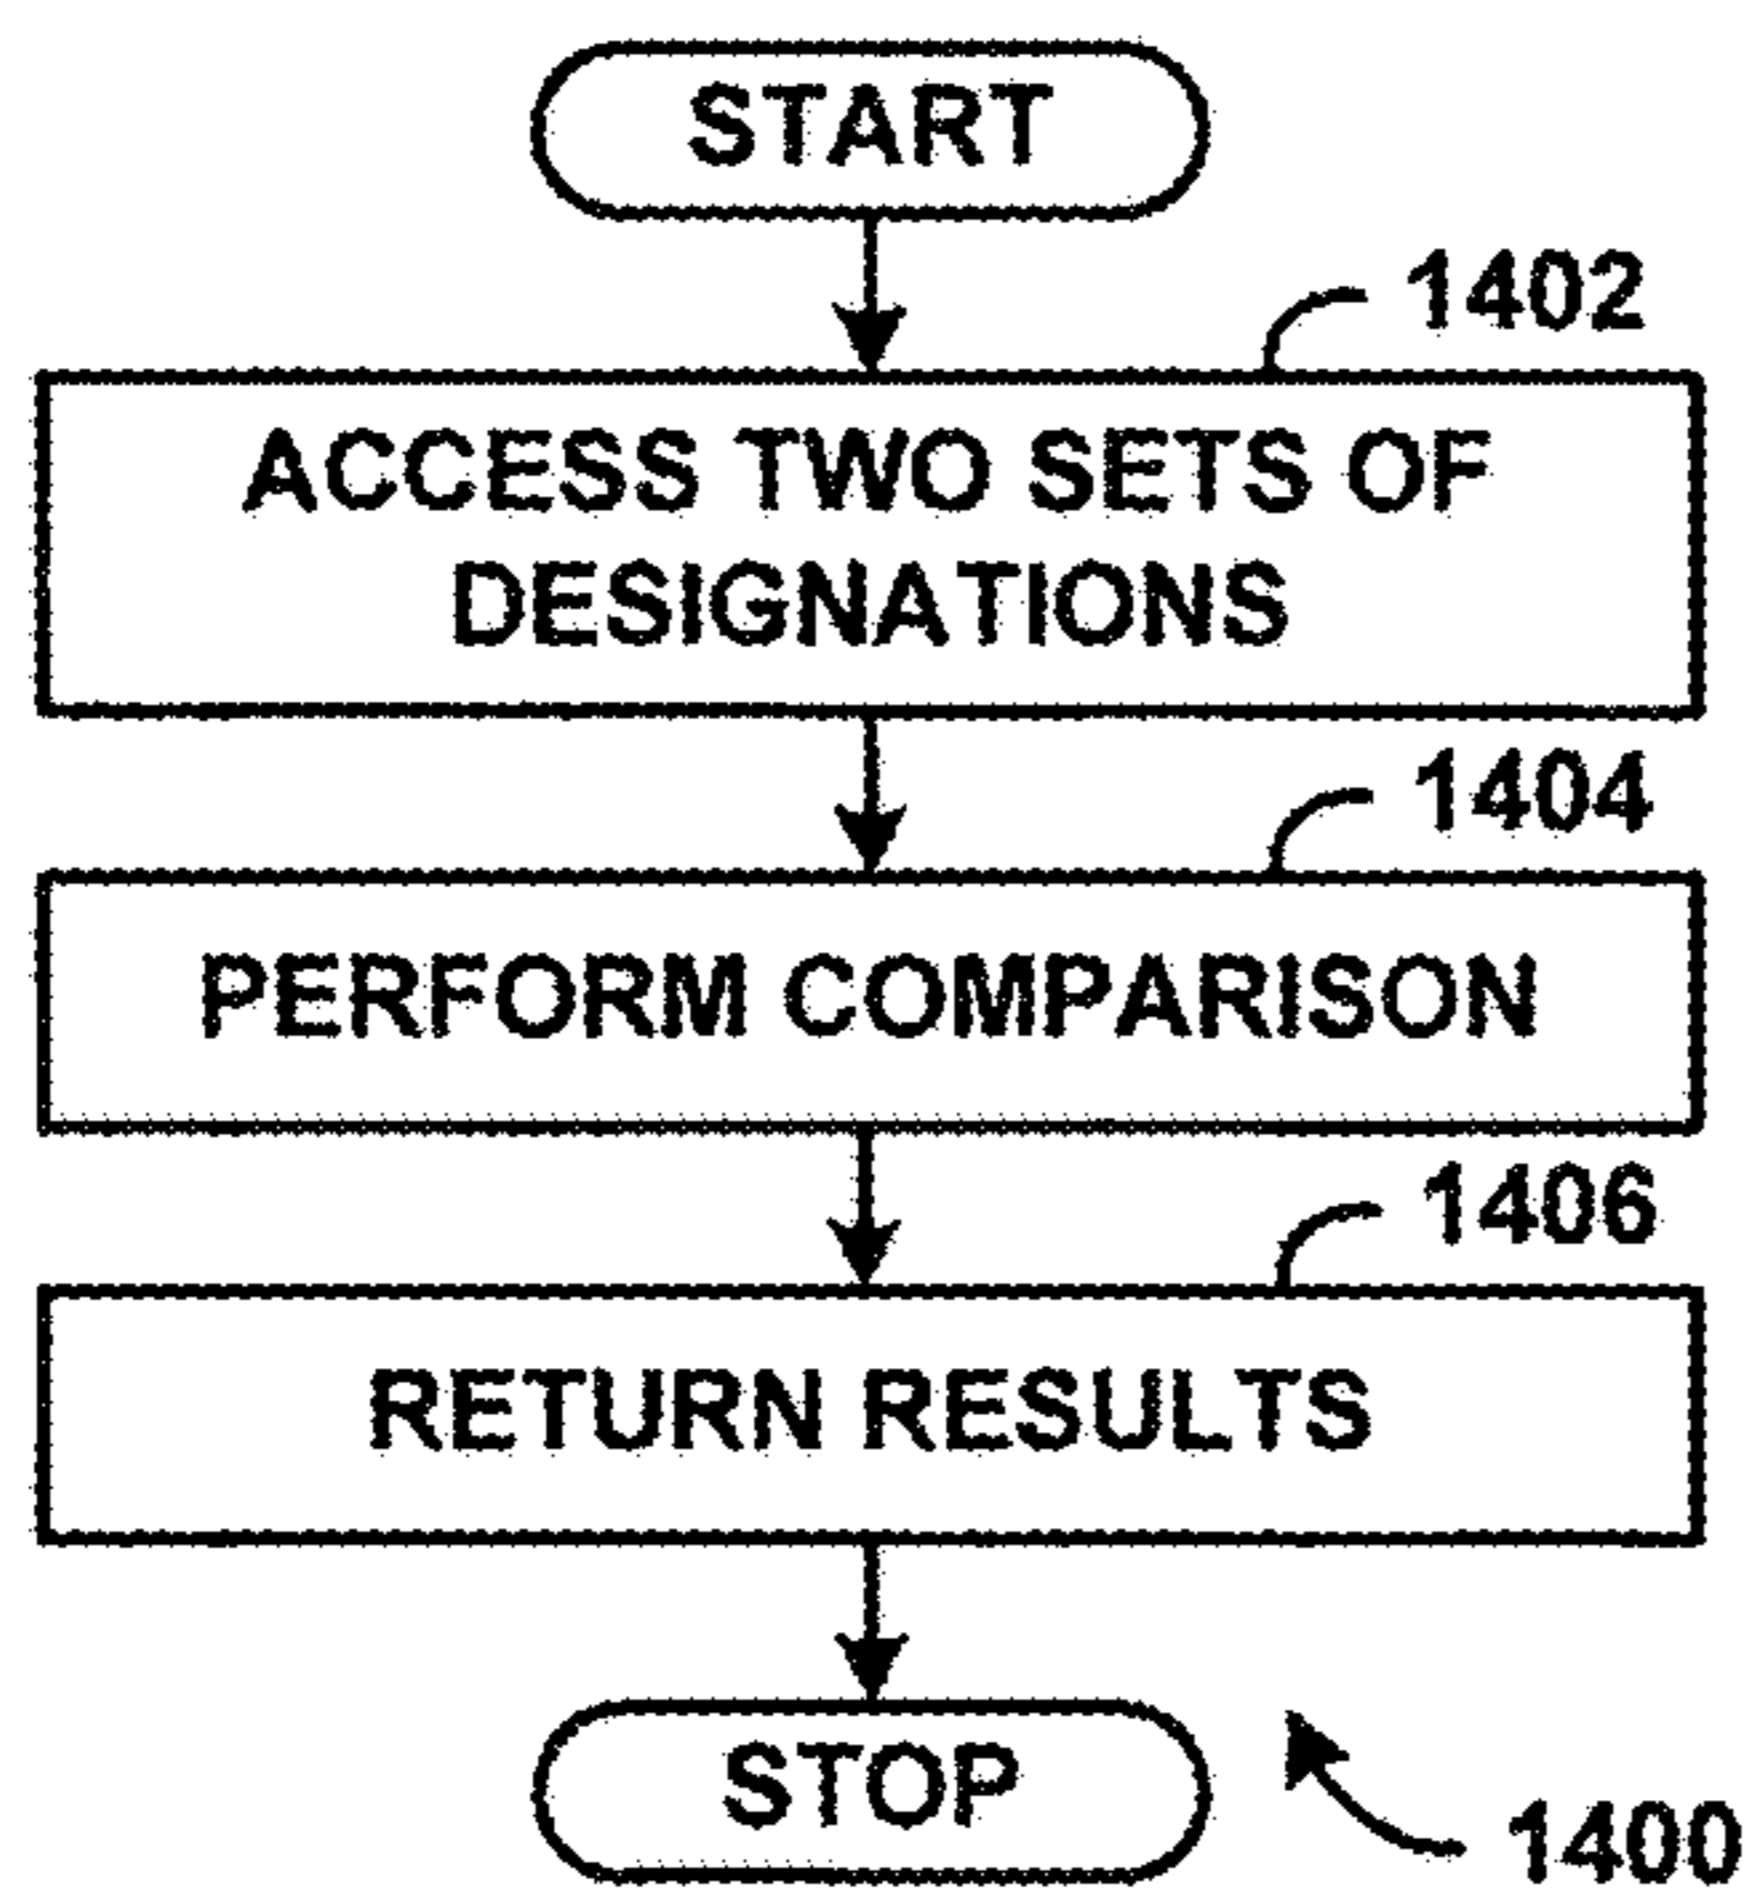 START
1402
ACCESS TWO SETS OF
DESIGNATIONS
1404
PERFORM COMPARISON
1406
RETURN RESULTS
STOP
1400